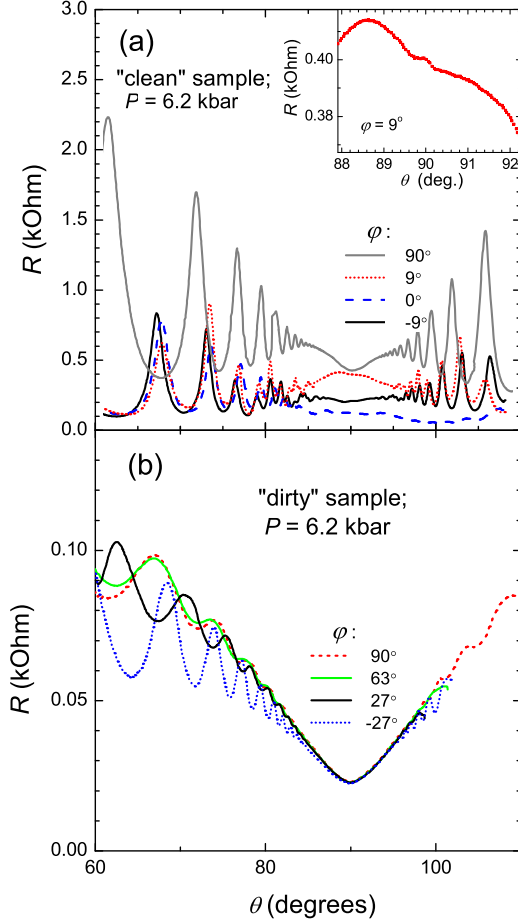 3.0
(a)
"clean" sample;
P = 6.2 kbar
2.5
2.0
1.5
1.0
0.5
0.0
R (kOhm)
0.40
0.38
R (kOhm)
φ = 9°
88 89 90 91 92
θ (deg.)
φ :
90°
9°
0°
-9°
(b)
"dirty" sample;
P = 6.2 kbar
0.10
0.05
0.00
R (kOhm)
φ :
90°
63°
27°
-27°
60 80 100
θ (degrees)